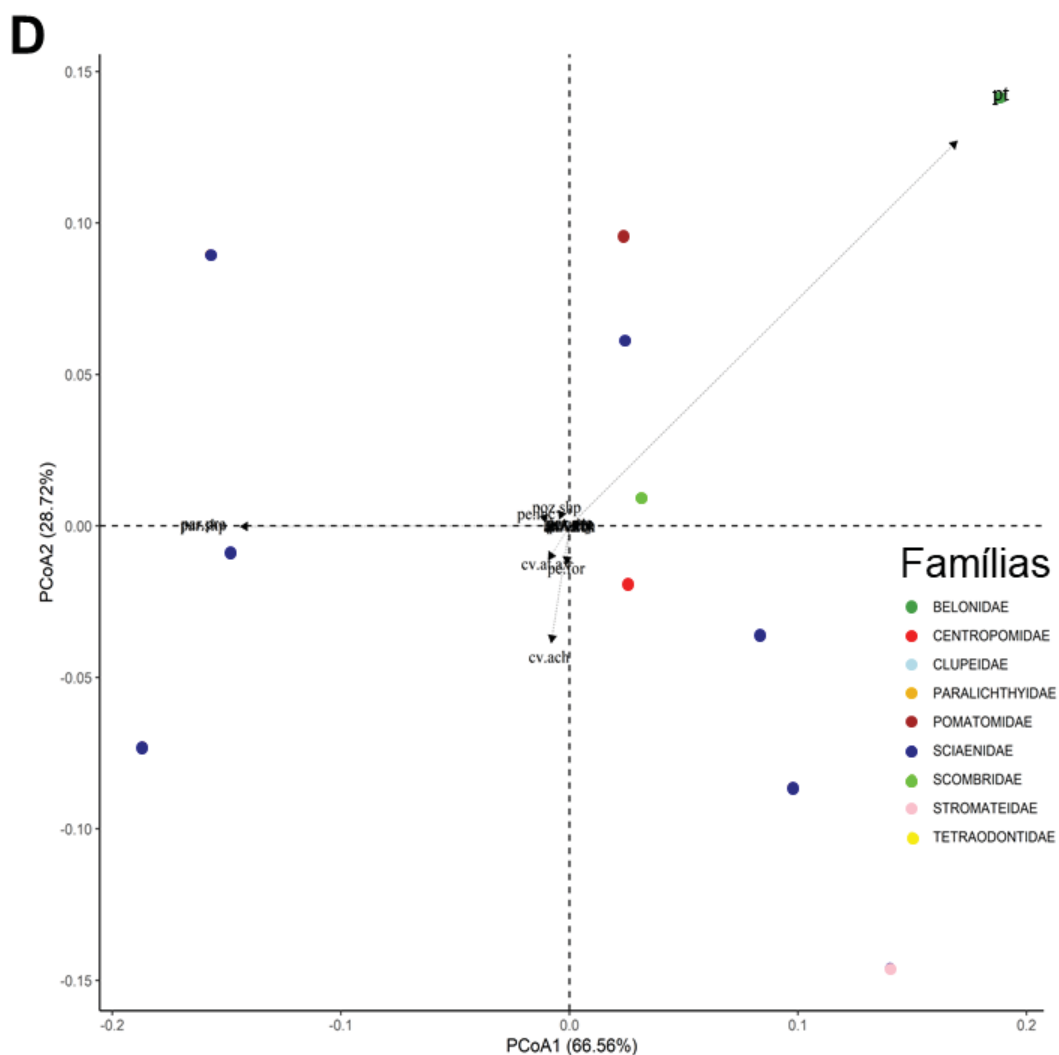 D
0.15
0.10
0.05
0.00
-0.05
-0.10
-0.15
PCoA2 (28.72%)
pt
poz.shp
cv.ach
Famílias
BELONIDAE
CENTROPOMIDAE
CLUPEIDAE
PARALICHTHYIDAE
POMATOMIDAE
SCIAENIDAE
SCOMBRIDAE
STROMATEIDAE
TETRAODONTIDAE
-0.2
-0.1
0.0
0.1
0.2
PCoA1 (66.56%)